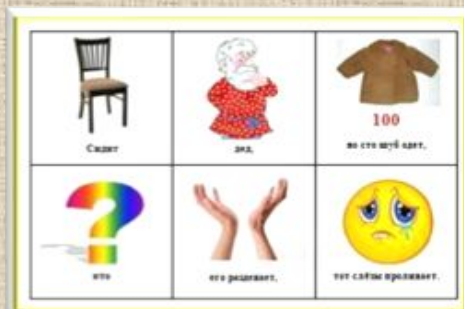 Сидит
дед,
100
во сто шуб одет,
кто
его раздевает,
тот слёзы проливает.